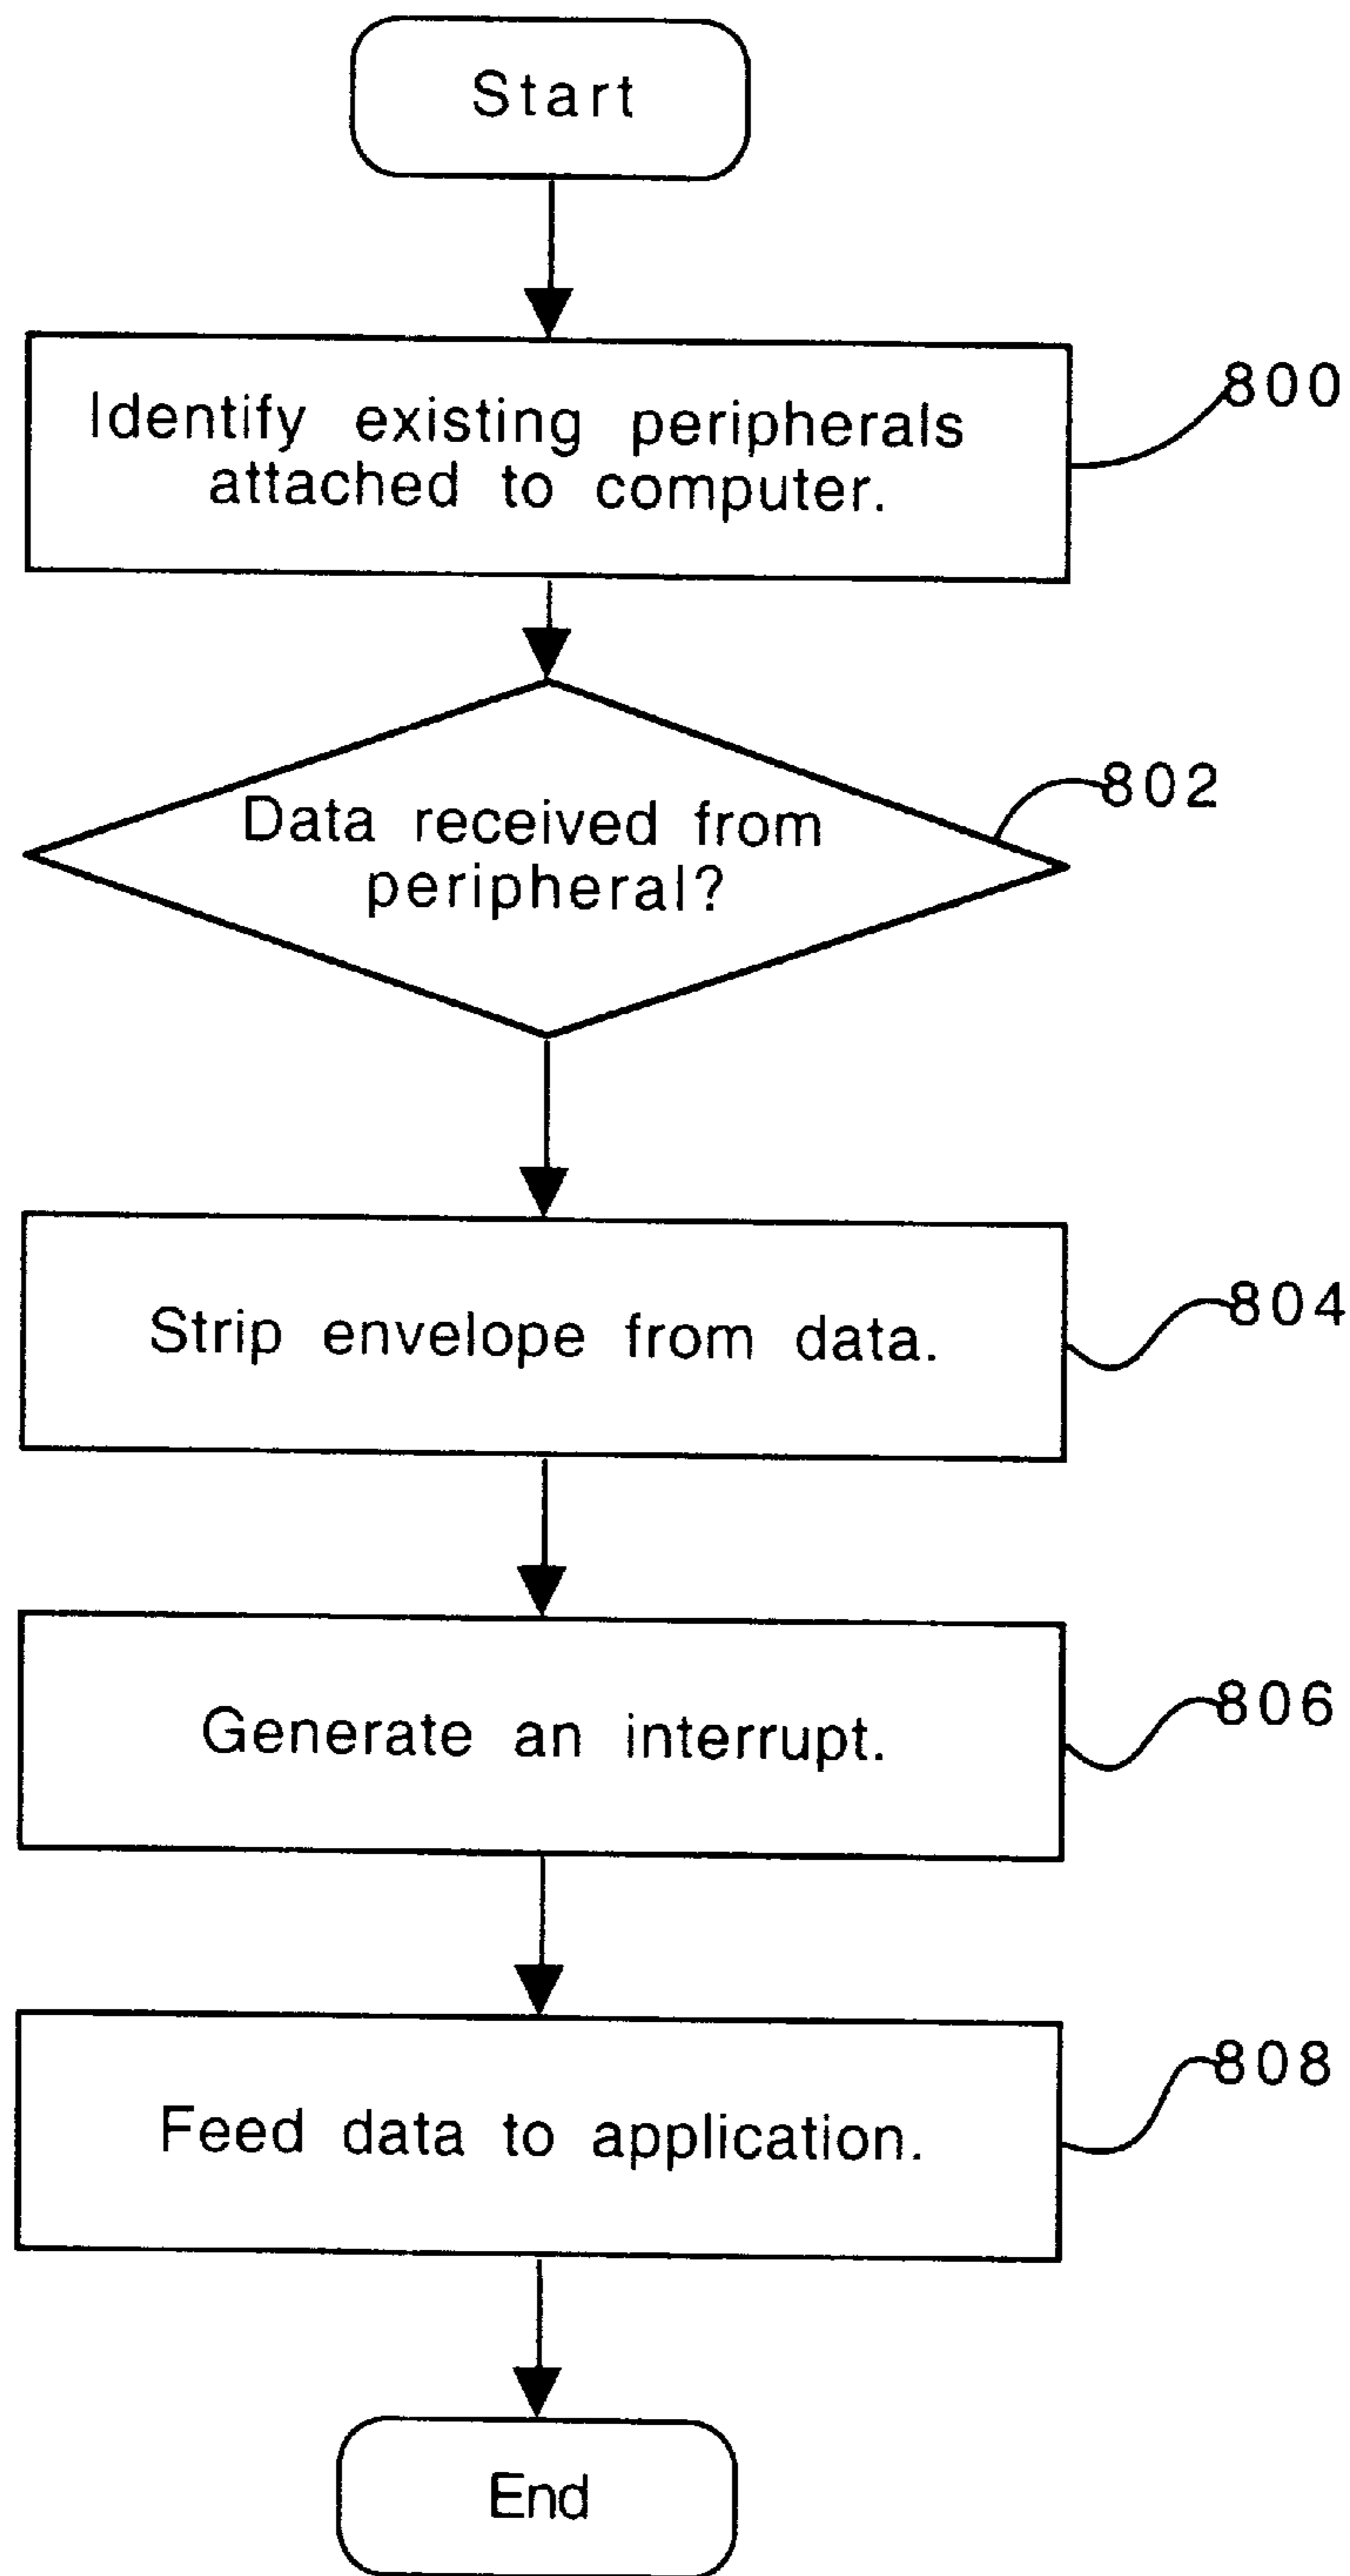 Start
Identify existing peripherals
attached to computer.
800
Data received from
peripheral?
802
Strip envelope from data.
804
Generate an interrupt.
806
Feed data to application.
808
End